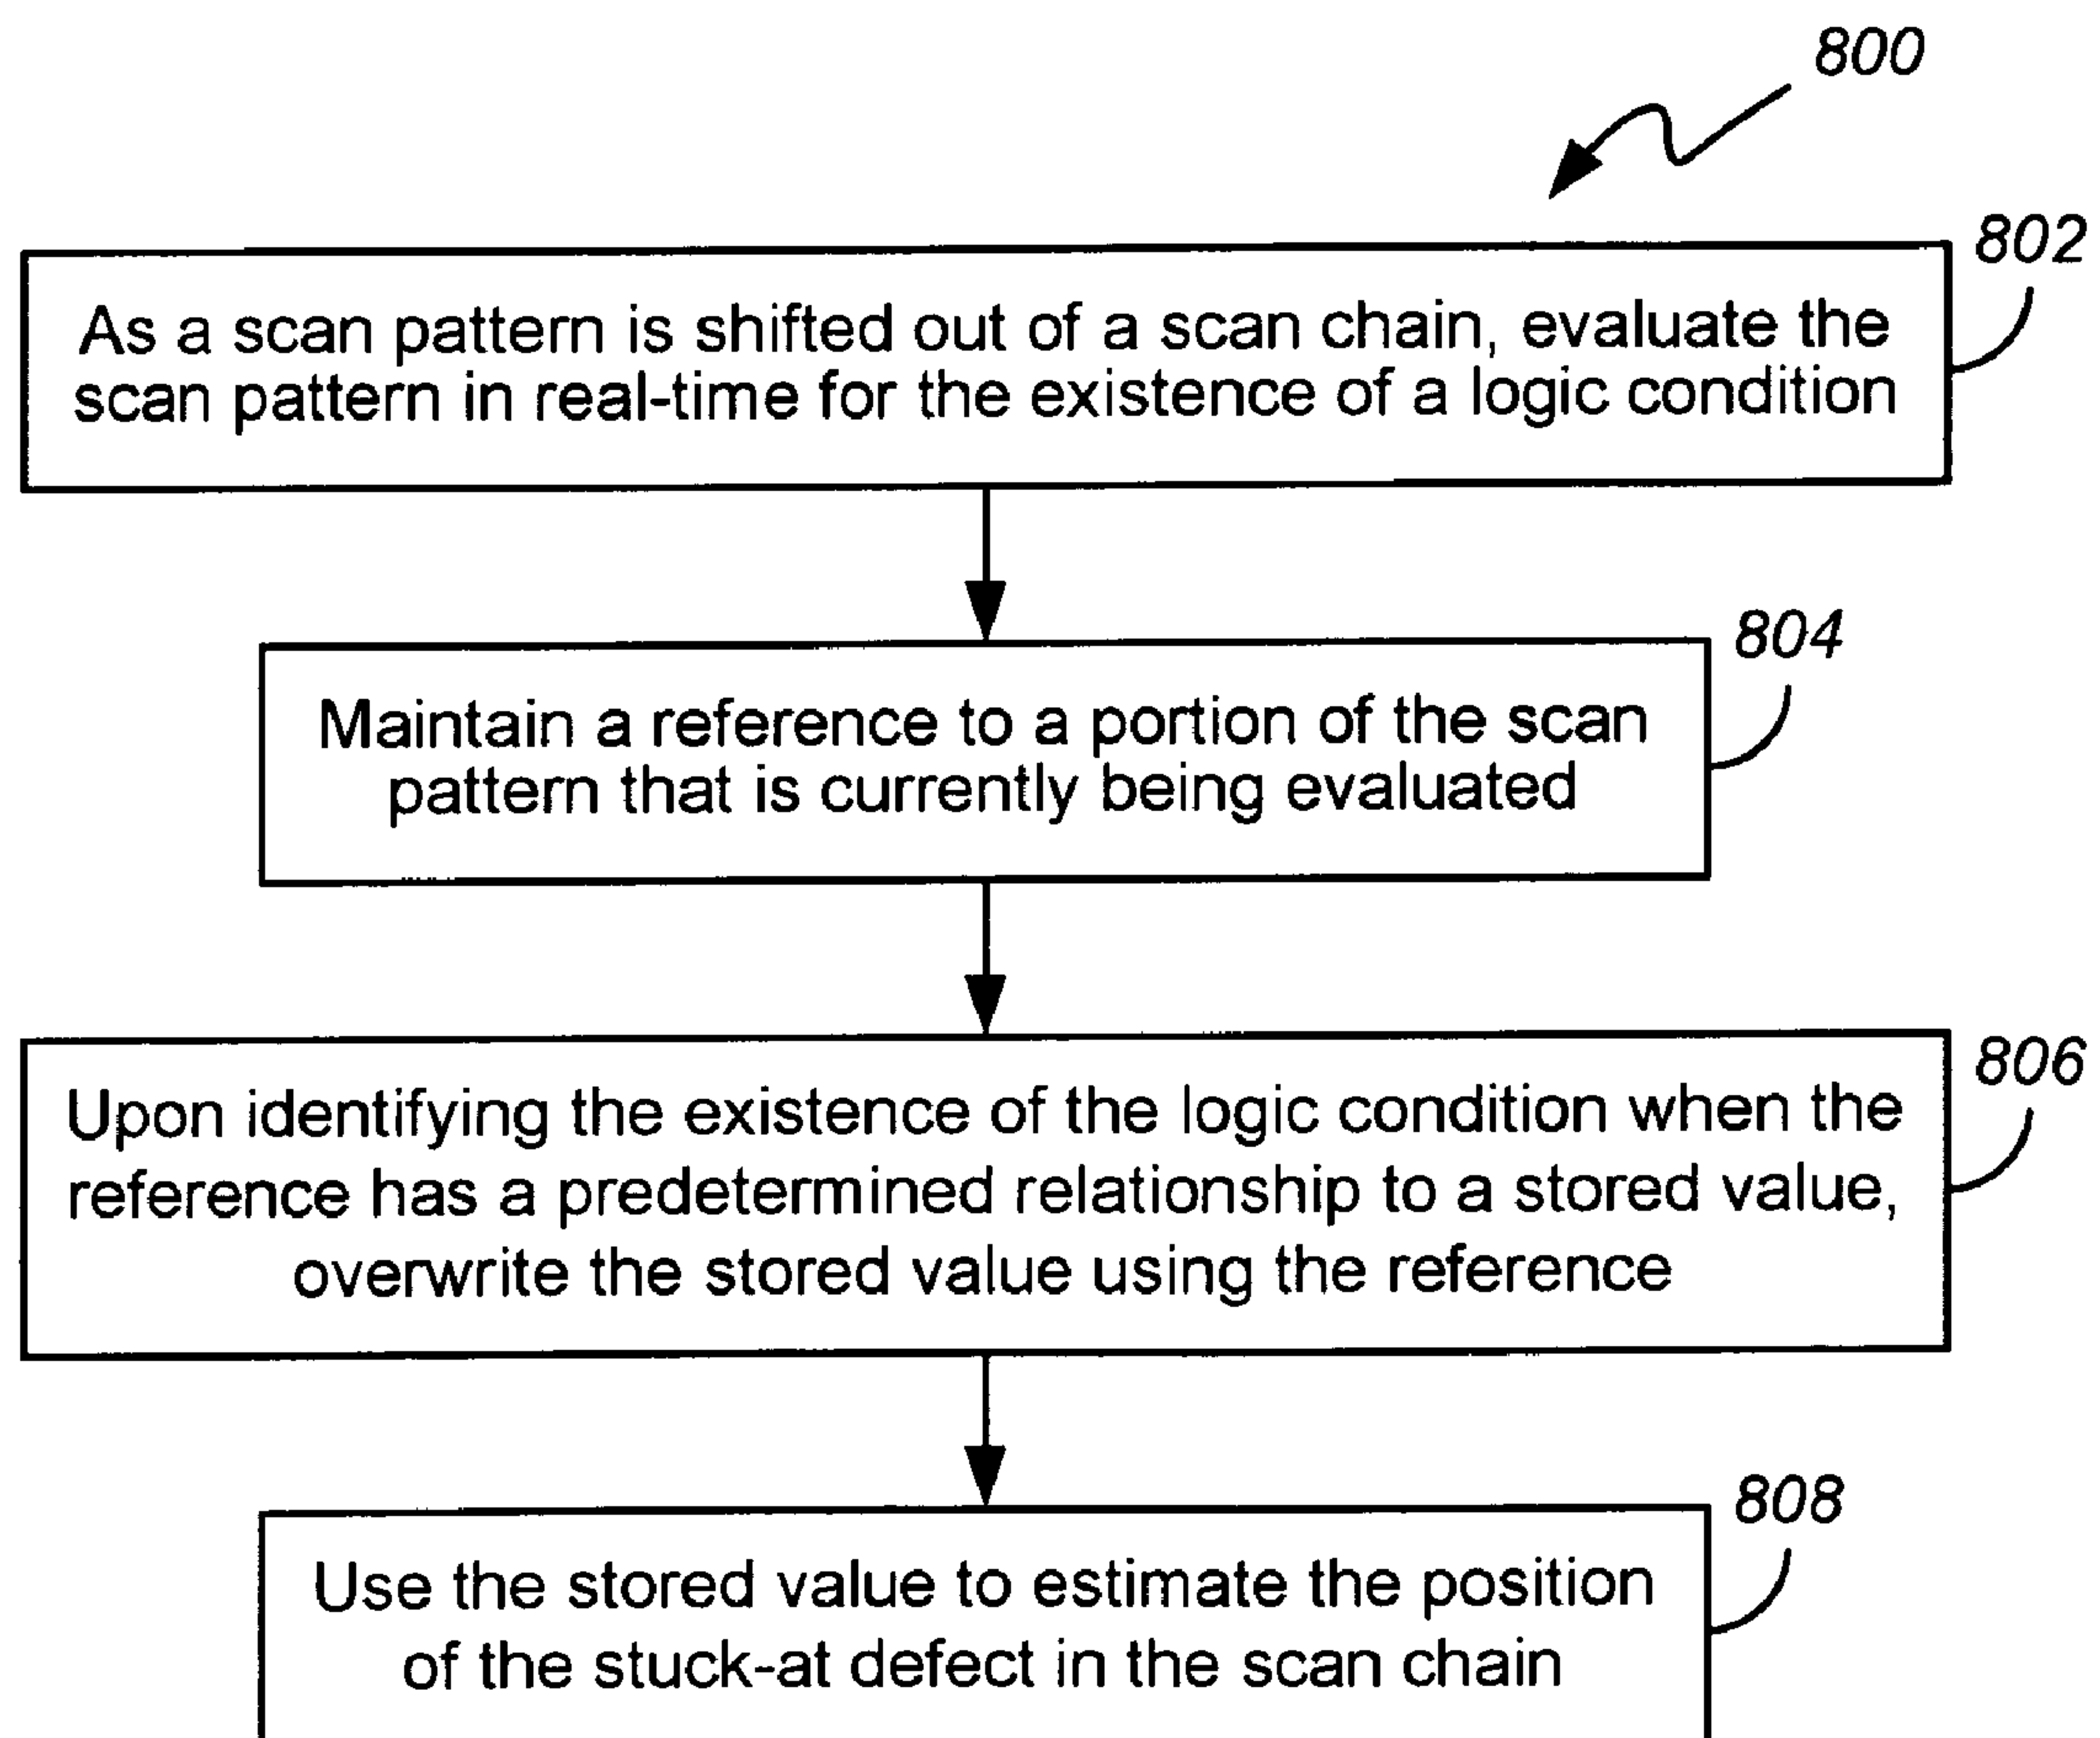 800
802
As a scan pattern is shifted out of a scan chain, evaluate the
scan pattern in real-time for the existence of a logic condition
804
Maintain a reference to a portion of the scan
pattern that is currently being evaluated
806
Upon identifying the existence of the logic condition when the
reference has a predetermined relationship to a stored value,
overwrite the stored value using the reference
808
Use the stored value to estimate the position
of the stuck-at defect in the scan chain